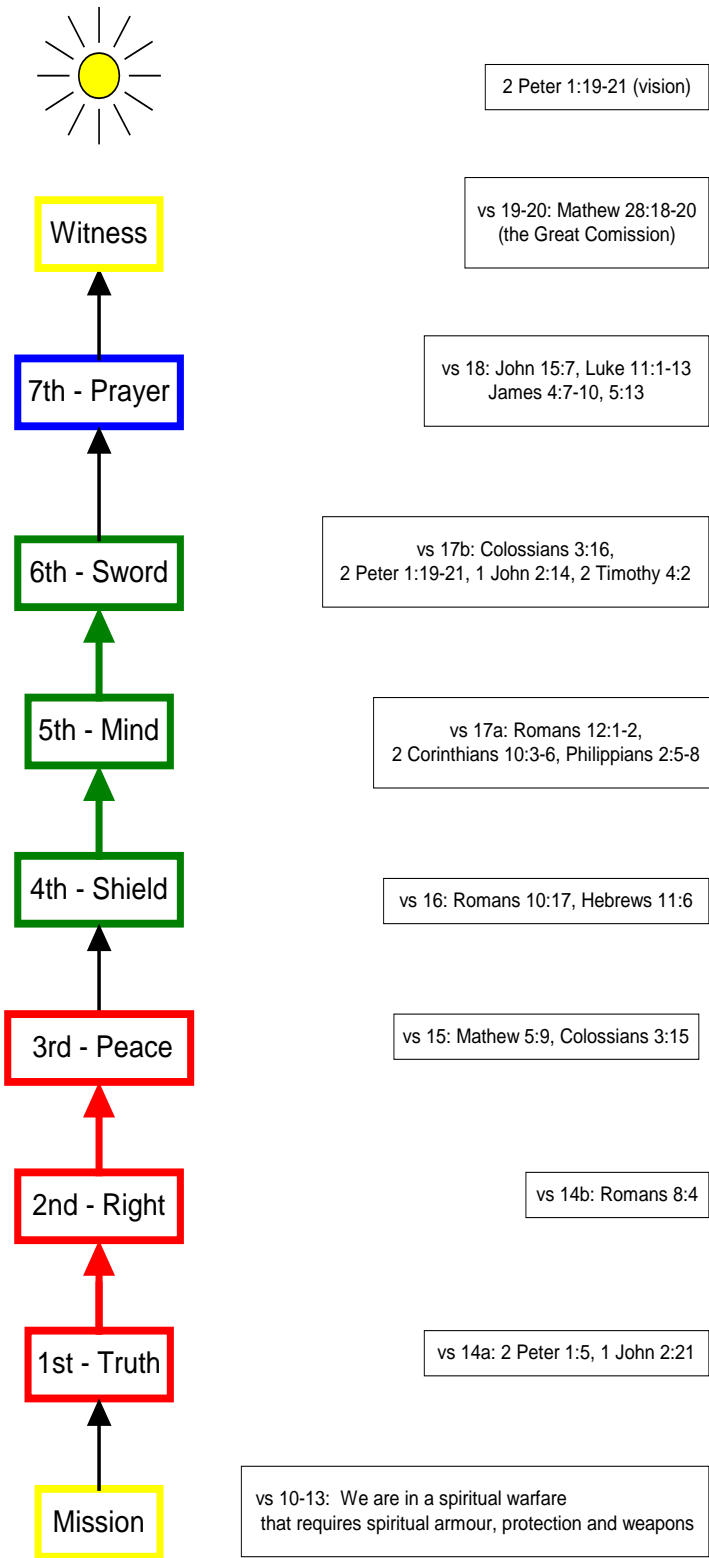 2 Peter 1:19-21 (vision)
Witness
vs 19-20: Mathew 28:18-20
(the Great Comission)
7th - Prayer
vs 18: John 15:7, Luke 11:1-13
James 4:7-10, 5:13
6th - Sword
vs 17b: Colossians 3:16,
2 Peter 1:19-21, 1 John 2:14, 2 Timothy 4:2
5th - Mind
vs 17a: Romans 12:1-2,
2 Corinthians 10:3-6, Philippians 2:5-8
4th - Shield
vs 16: Romans 10:17, Hebrews 11:6
3rd - Peace
vs 15: Mathew 5:9, Colossians 3:15
2nd - Right
vs 14b: Romans 8:4
1st - Truth
vs 14a: 2 Peter 1:5, 1 John 2:21
Mission
vs 10-13: We are in a spiritual warfare
that requires spiritual armour, protection and weapons